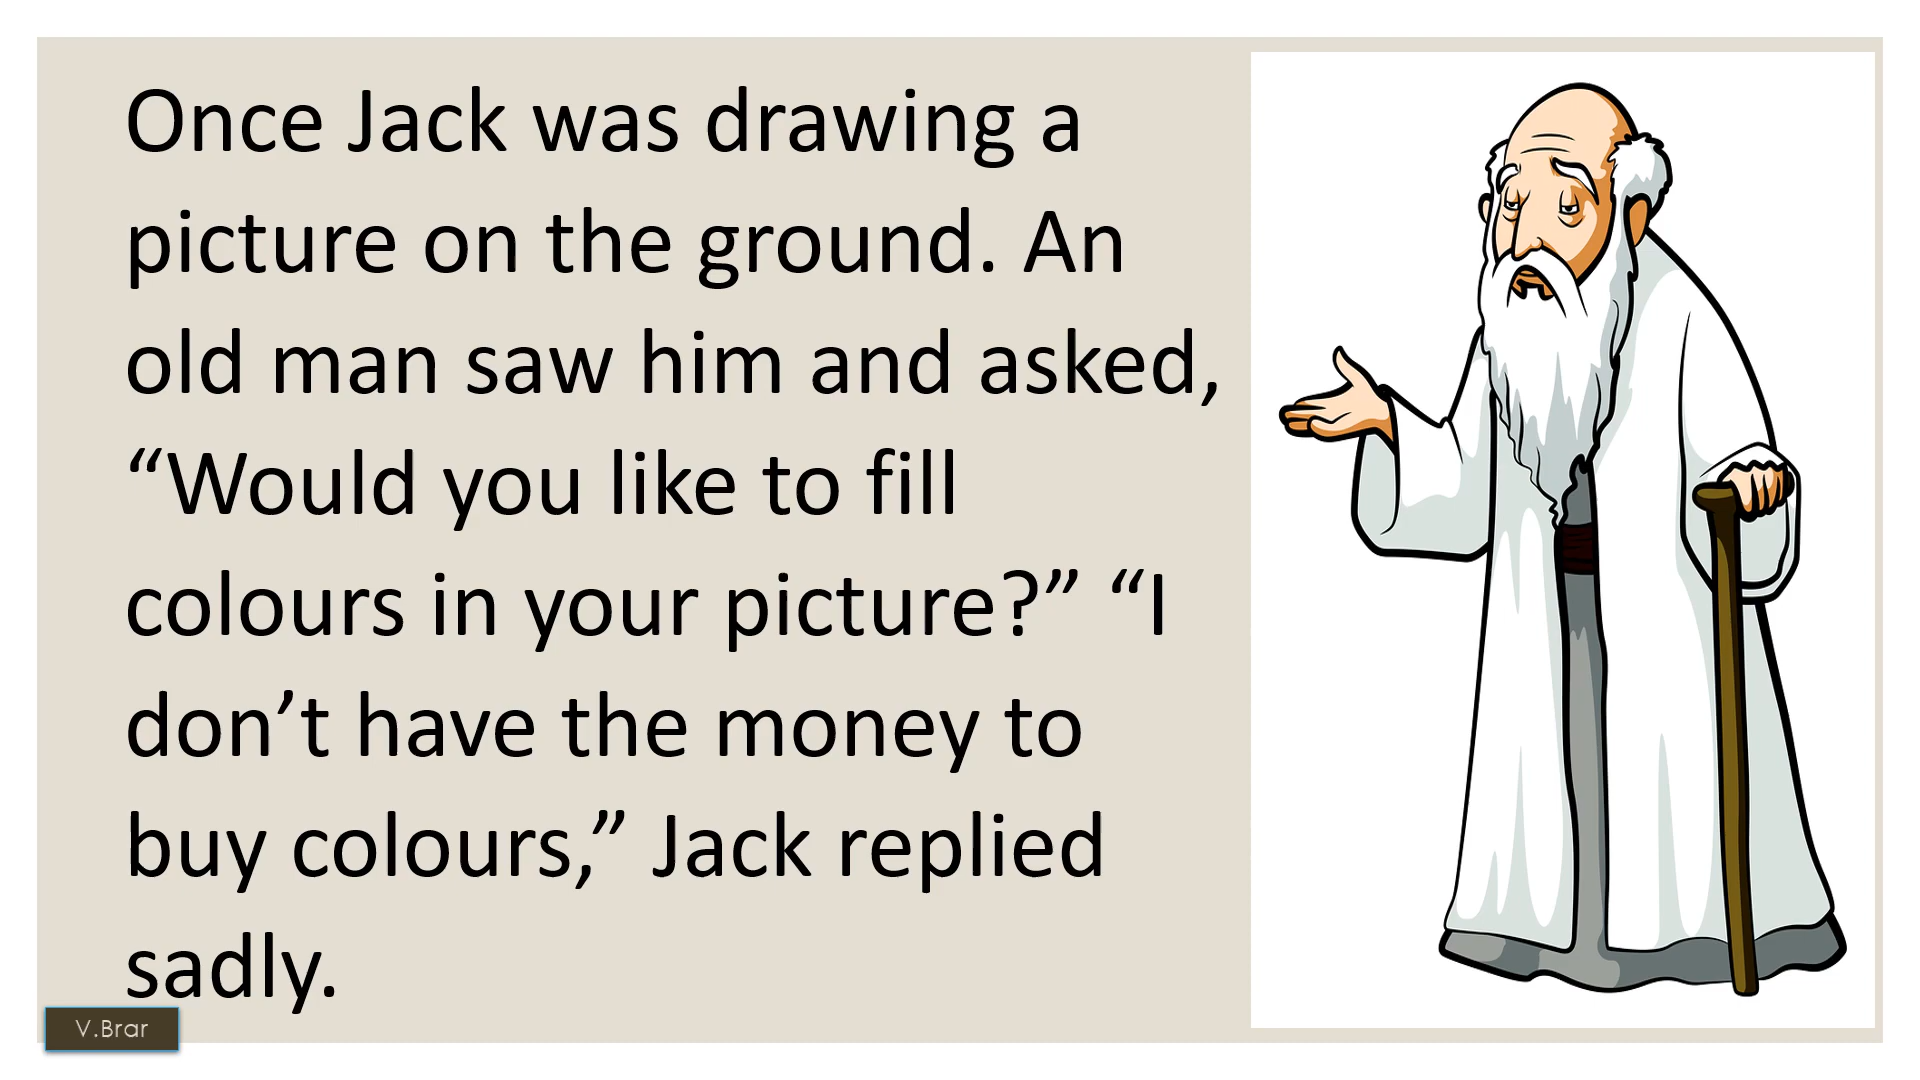 Once Jack was drawing a
picture on the ground. An
old man saw him and asked,
“Would you like to fill
colours in your picture?” “I
don’t have the money to
buy colours,” Jack replied
sadly.
V.Brar